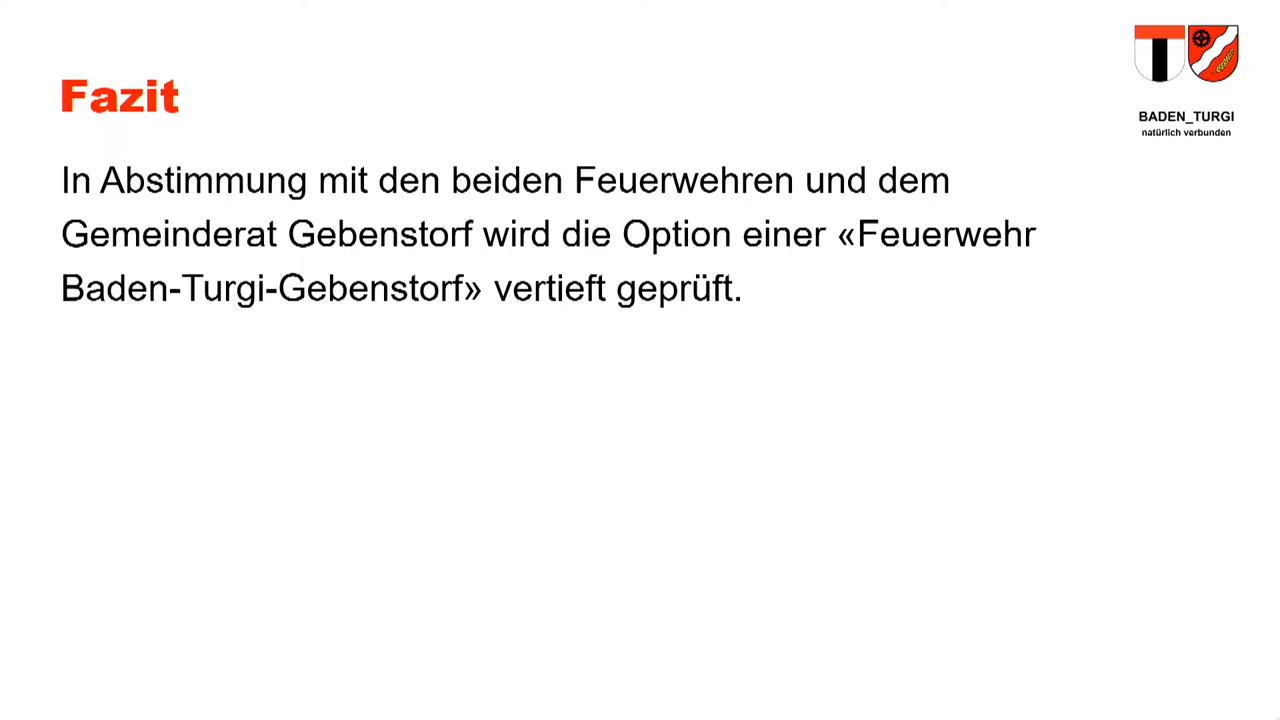 Fazit
BADEN_TURGI
natürlich verbunden
In Abstimmung mit den beiden Feuerwehren und dem
Gemeinderat Gebenstorf wird die Option einer «Feuerwehr
Baden-Turgi-Gebenstorf» vertieft geprüft.